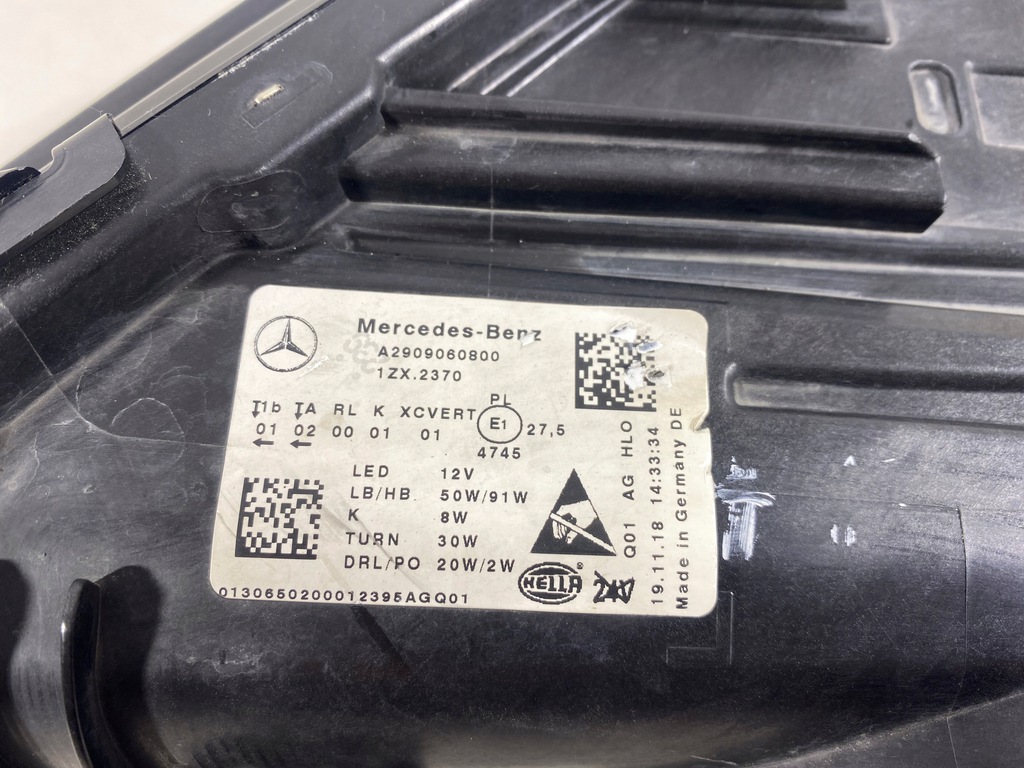 Mercedes-Benz
A2909060800
1ZX.2370
T1b TA RL K XCVERT PL
01 02 00 01 01 E1 27,5
4745
LED 12V
LB/HB 50W/91W
K 8W
TURN 30W
DRL/PO 20W/2W
HELLA
0130650200012395AGQ01
Q01 AG HLO
19.11.18 14:33:34
Made in Germany DE